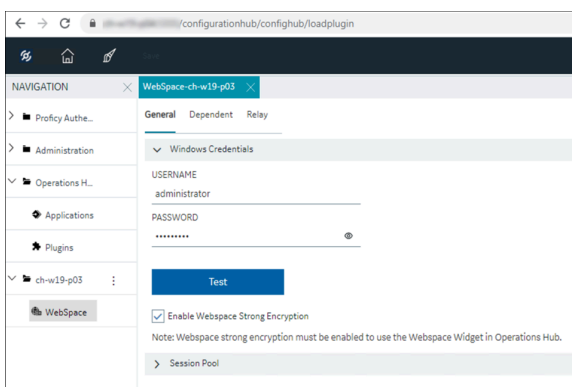 /configurationhub/confighub/loadplugin
NAVIGATION
WebSpace-ch-w19-p03
Proficy Authe...
General Dependent Relay
Administration
Windows Credentials
Operations H...
USERNAME
administrator
Applications
PASSWORD
•••••••••
Plugins
ch-w19-p03
Test
WebSpace
Enable Webspace Strong Encryption
Note: Webspace strong encryption must be enabled to use the Webspace Widget in Operations Hub.
Session Pool